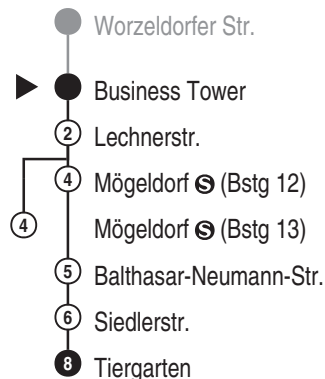 Worzeldorfer Str.
Business Tower
2 Lechnerstr.
4 Mögeldorf S (Bstg 12)
4 Mögeldorf S (Bstg 13)
5 Balthasar-Neumann-Str.
6 Siedlerstr.
8 Tiergarten